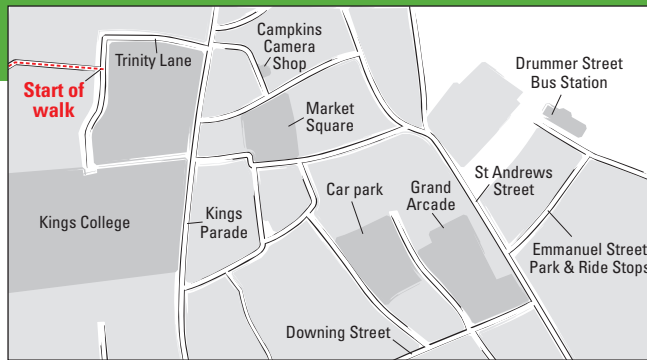 Campkins
Camera
Shop
Trinity Lane
Drummer Street
Bus Station
Start of
walk
Market
Square
St Andrews
Street
Car park
Grand
Arcade
Kings College
Kings
Parade
Emmanuel Street
Park & Ride Stops
Downing Street